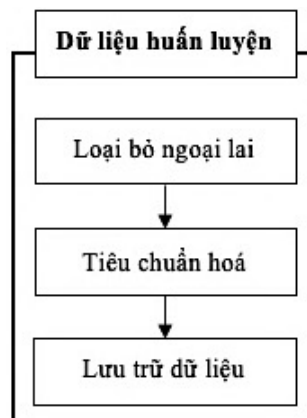 Dữ liệu huấn luyện
Loại bỏ ngoại lai
Tiêu chuẩn hoá
Lưu trữ dữ liệu